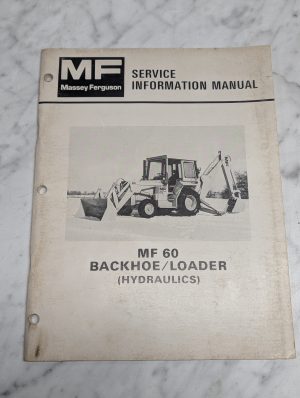 MF
Massey Ferguson
SERVICE
INFORMATION MANUAL
MF 60
BACKHOE/LOADER
(HYDRAULICS)